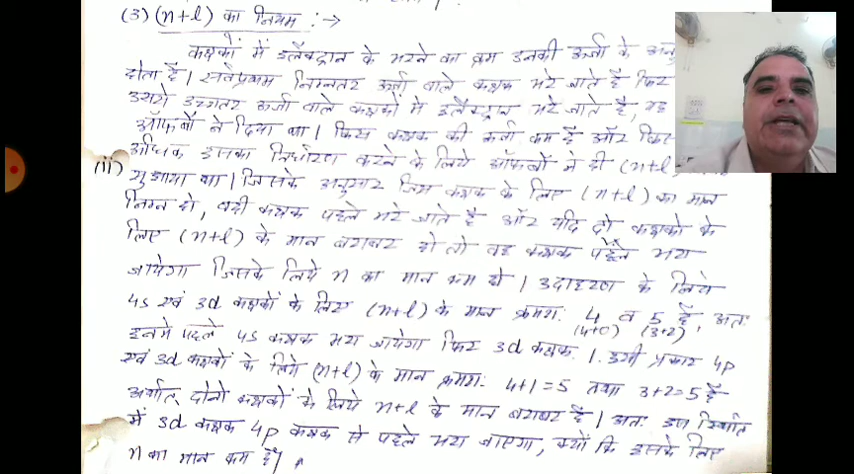 (3) (n+l) का नियम :→
कक्षकों में इलैक्ट्रान के भरने का क्रम उनकी ऊर्जा के अनु
होता है। सर्वप्रथम निम्नतर ऊर्जा वाले कक्षक भरे जाते है फिर
उससे उच्चतर ऊर्जा वाले कक्षकों में इलैक्ट्रान भरे जाते है, यह
ऑफबौ ने दिया था। किस कक्षक की ऊर्जा कम है और किस
(ii) अधिक इसका निर्धारण करने के लिये ऑफबों ने ही (n+l)
सुझाया था। जिसके अनुसार जिस कक्षक के लिए (n+l) का मान
निम्न हो, वही कक्षक पहले भरे जाते है और यदि दो कक्षकों के
लिए (n+l) के मान बराबर हो तो वह कक्षक पहले भरा
जायेगा जिसके लिये n का मान कम हो। उदाहरण के लिये
4s एवं 3d कक्षकों के लिए (n+l) के मान क्रमश: 4 व 5 हैं, अत:
(4+0) (3+2)
इनमे पहले 4s कक्षक भरा जायेगा फिर 3d कक्षक। इसी प्रकार 4p
एवं 3d कक्षकों के लिये (n+l) के मान क्रमश: 4+1=5 तथा 3+2=5 है
अर्थात् दोनो कक्षकों के लिये n+l के मान बराबर है। अत: इस स्थिति
में 3d कक्षक 4p कक्षक से पहले भरा जाएगा, क्यों कि इसके लिए
n का मान कम है।